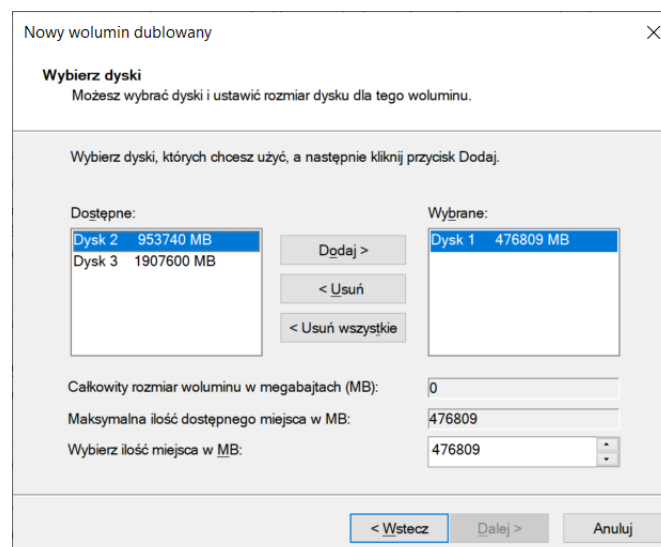 Nowy wolumin dublowany
Wybierz dyski
Możesz wybrać dyski i ustawić rozmiar dysku dla tego woluminu.
Wybierz dyski, których chcesz użyć, a następnie kliknij przycisk Dodaj.
Dostępne:
Wybrane:
Dysk 2 953740 MB
Dysk 3 1907600 MB
Dodaj >
< Usuń
< Usuń wszystkie
Dysk 1 476809 MB
Całkowity rozmiar woluminu w megabajtach (MB): 0
Maksymalna ilość dostępnego miejsca w MB: 476809
Wybierz ilość miejsca w MB: 476809
< Wstecz Dalej > Anuluj